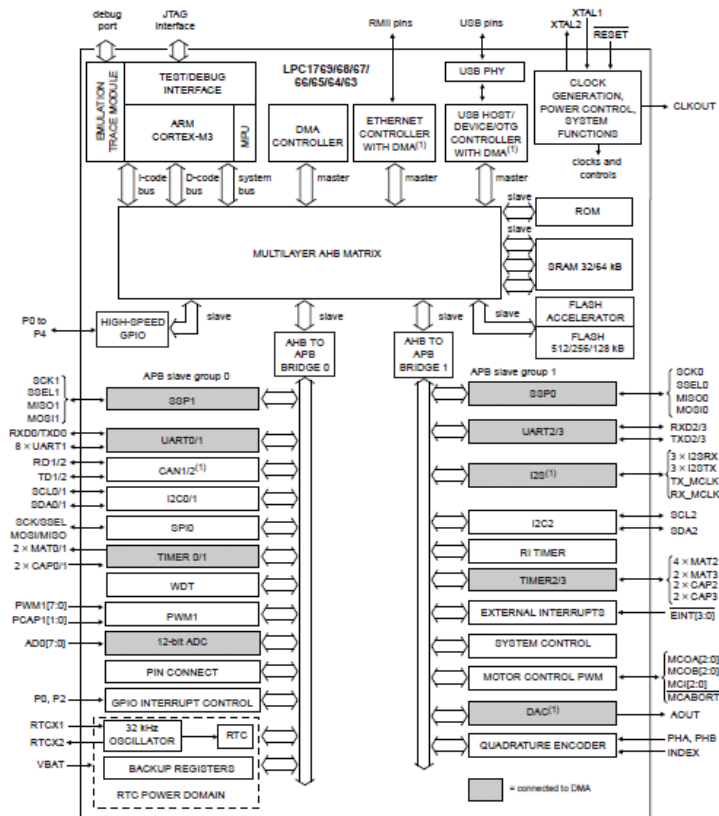 debug
port
JTAG
interface
RMII pins
USB pins
XTAL1
XTAL2
RESET
EMULATION
TRACE MODULE
TEST/DEBUG
INTERFACE
ARM
CORTEX-M3
MPU
LPC1769/68/67/
66/65/64/63
DMA
CONTROLLER
ETHERNET
CONTROLLER
WITH DMA(1)
USB PHY
USB HOST/
DEVICE/OTG
CONTROLLER
WITH DMA(1)
CLOCK
GENERATION,
POWER CONTROL,
SYSTEM
FUNCTIONS
CLKOUT
clocks and
controls
I-code
bus
D-code
bus
system
bus
master
master
master
slave
ROM
slave
MULTILAYER AHB MATRIX
SRAM 32/64 kB
P0 to
P4
HIGH-SPEED
GPIO
slave
slave
slave
slave
FLASH
ACCELERATOR
FLASH
512/256/128 kB
AHB TO
APB
BRIDGE 0
AHB TO
APB
BRIDGE 1
APB slave group 0
SCK1
SSEL1
MISO1
MOSI1
SSP1
RXD0/TXD0
8 × UART1
UART0/1
RD1/2
TD1/2
CAN1/2(1)
SCL0/1
SDA0/1
I2C0/1
SCK/SSEL
MOSI/MISO
SPI0
2 × MAT0/1
2 × CAP0/1
TIMER 0/1
WDT
PWM1[7:0]
PCAP1[1:0]
PWM1
AD0[7:0]
12-bit ADC
PIN CONNECT
P0, P2
GPIO INTERRUPT CONTROL
RTCX1
RTCX2
32 kHz
OSCILLATOR
RTC
VBAT
BACKUP REGISTERS
RTC POWER DOMAIN
APB slave group 1
SSP0
SCK0
SSEL0
MISO0
MOSI0
UART2/3
RXD2/3
TXD2/3
I2S(1)
3 × I2SRX
3 × I2STX
TX_MCLK
RX_MCLK
I2C2
SCL2
SDA2
RI TIMER
TIMER2/3
4 × MAT2
2 × MAT3
2 × CAP2
2 × CAP3
EXTERNAL INTERRUPTS
EINT[3:0]
SYSTEM CONTROL
MOTOR CONTROL PWM
MCOA[2:0]
MCOB[2:0]
MCI[2:0]
MCABORT
DAC(1)
AOUT
QUADRATURE ENCODER
PHA, PHB
INDEX
= connected to DMA